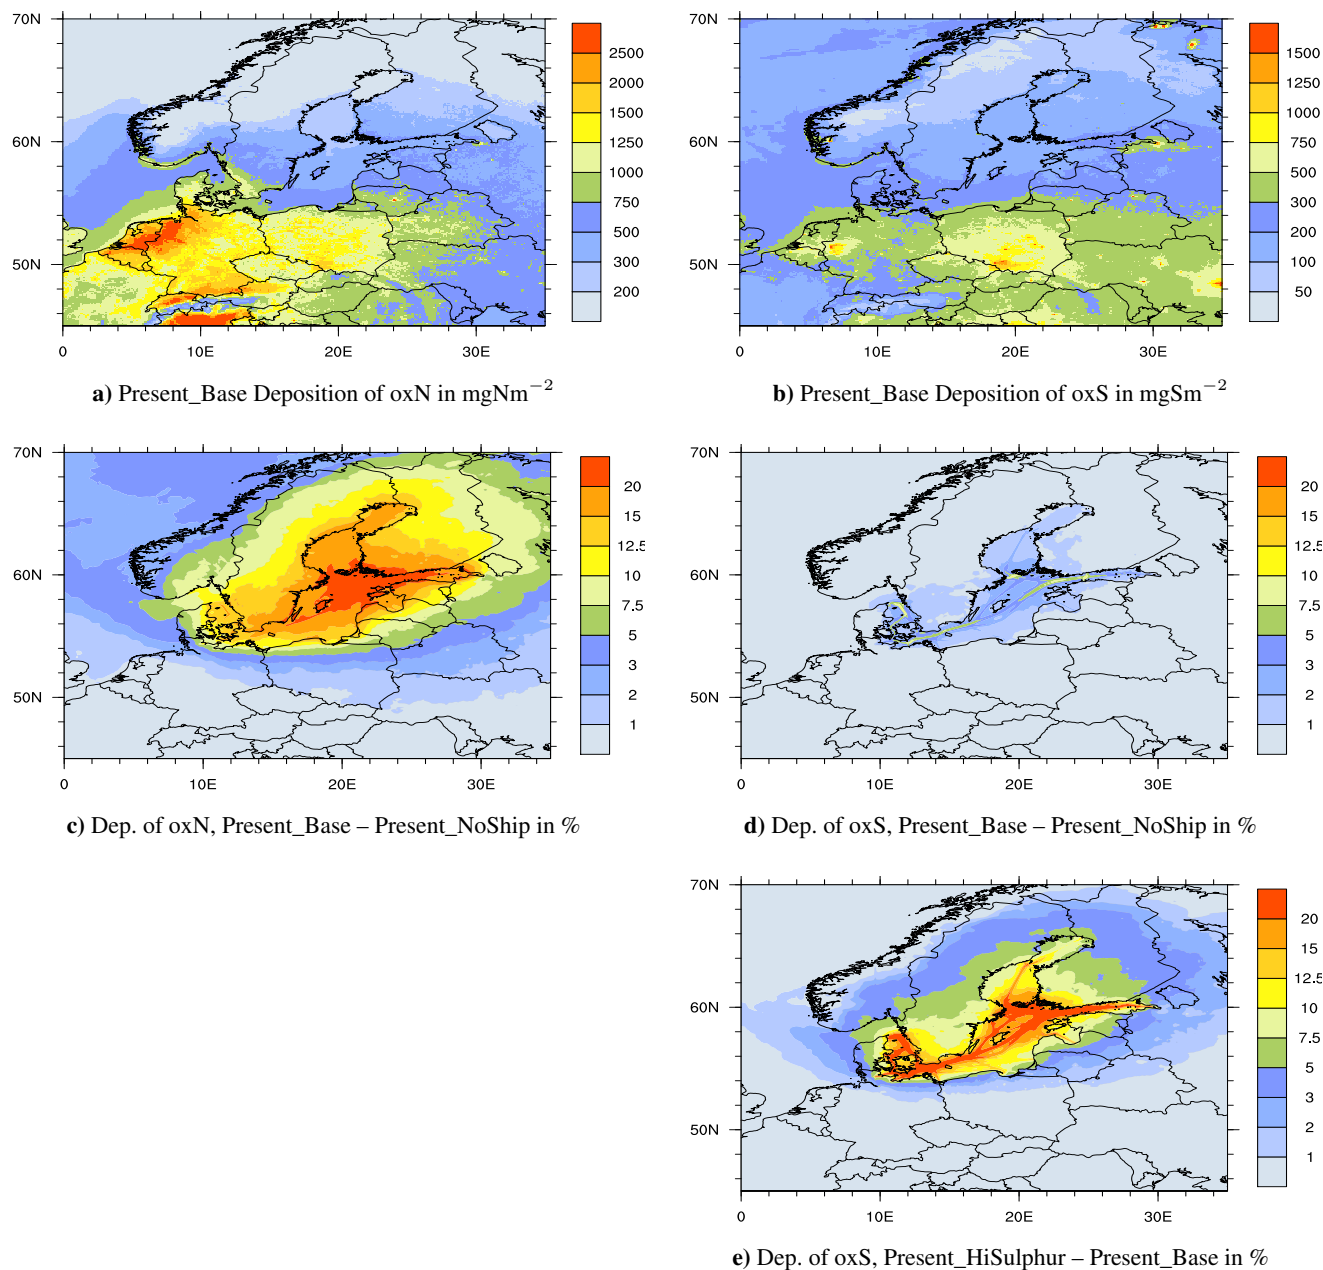 70N
60N
50N
0
10E
20E
30E
2500
2000
1500
1250
1000
750
500
300
200
a) Present_Base Deposition of oxN in mgNm−2
70N
60N
50N
0
10E
20E
30E
1500
1250
1000
750
500
300
200
100
50
b) Present_Base Deposition of oxS in mgSm−2
70N
60N
50N
0
10E
20E
30E
20
15
12.5
10
7.5
5
3
2
1
c) Dep. of oxN, Present_Base – Present_NoShip in %
70N
60N
50N
0
10E
20E
30E
20
15
12.5
10
7.5
5
3
2
1
d) Dep. of oxS, Present_Base – Present_NoShip in %
70N
60N
50N
0
10E
20E
30E
20
15
12.5
10
7.5
5
3
2
1
e) Dep. of oxS, Present_HiSulphur – Present_Base in %